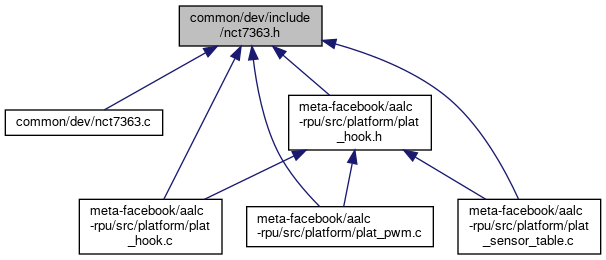 common/dev/include
/nct7363.h
common/dev/nct7363.c
meta-facebook/aalc
-rpu/src/platform/plat
_hook.h
meta-facebook/aalc
-rpu/src/platform/plat
_hook.c
meta-facebook/aalc
-rpu/src/platform/plat_pwm.c
meta-facebook/aalc
-rpu/src/platform/plat
_sensor_table.c